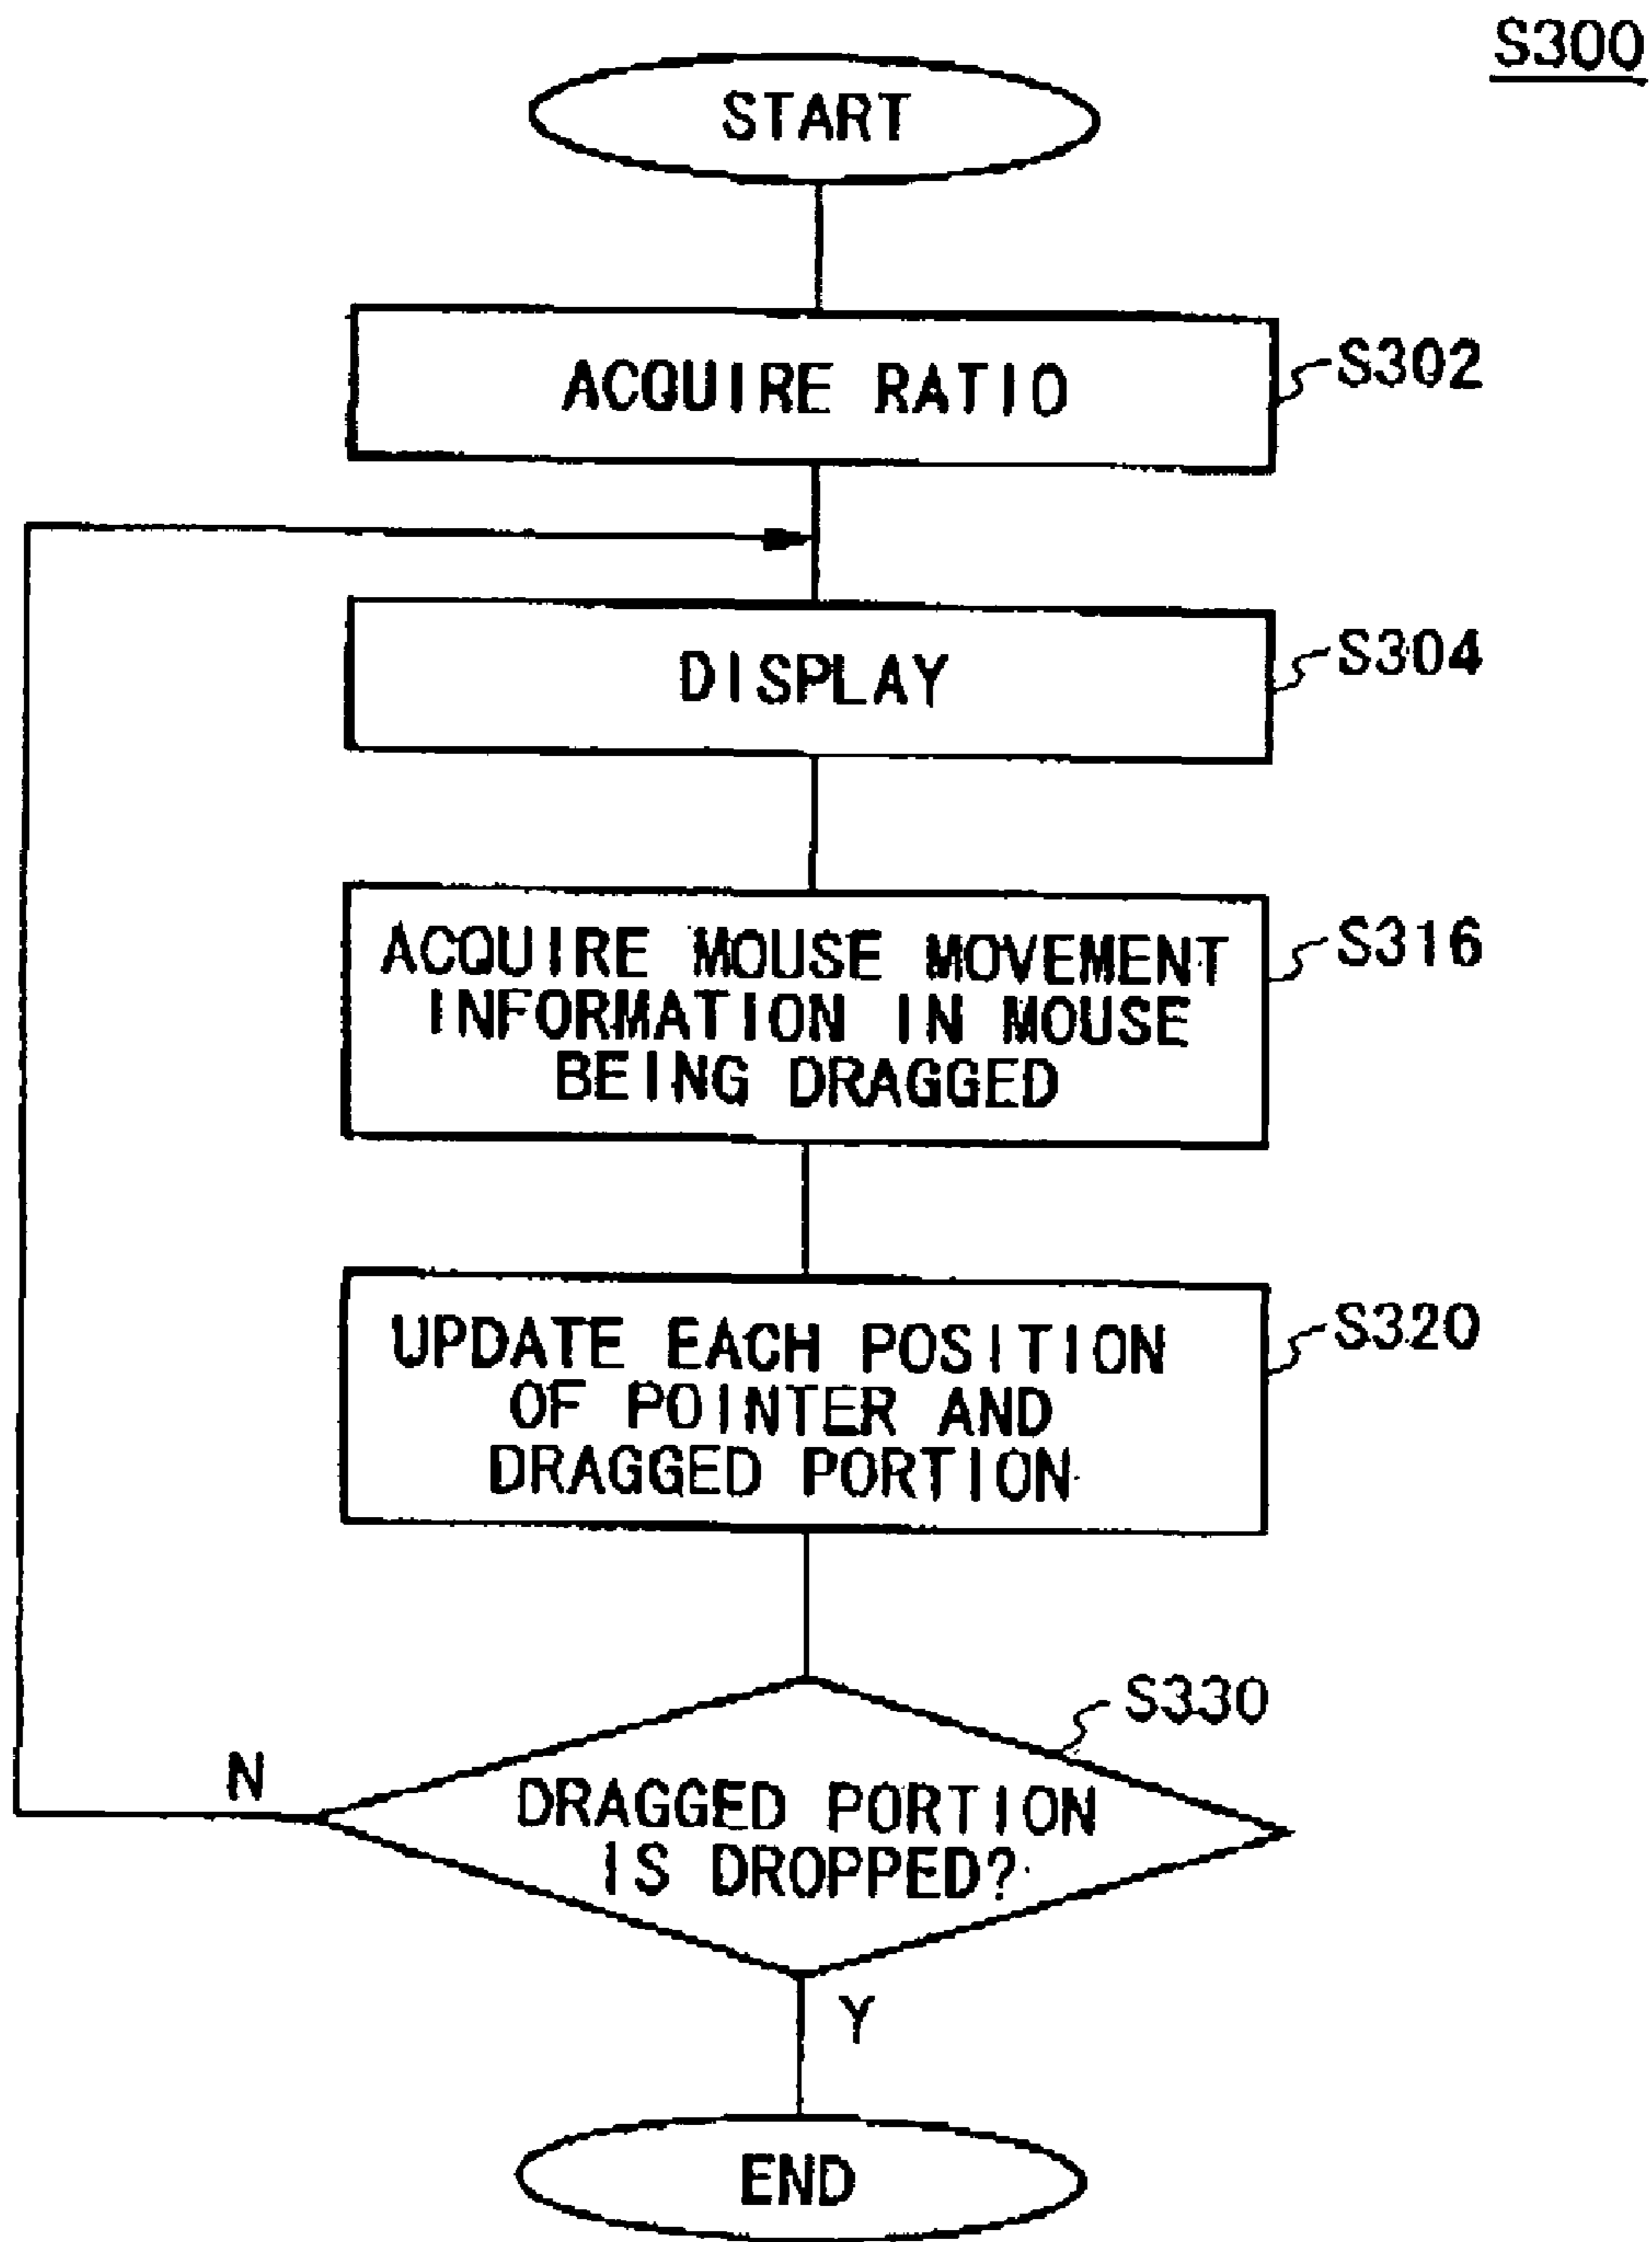 S300
START
ACQUIRE RATIO
S302
DISPLAY
S304
ACQUIRE MOUSE MOVEMENT
INFORMATION IN MOUSE
BEING DRAGGED
S316
UPDATE EACH POSITION
OF POINTER AND
DRAGGED PORTION
S320
S330
N
DRAGGED PORTION
IS DROPPED?
Y
END